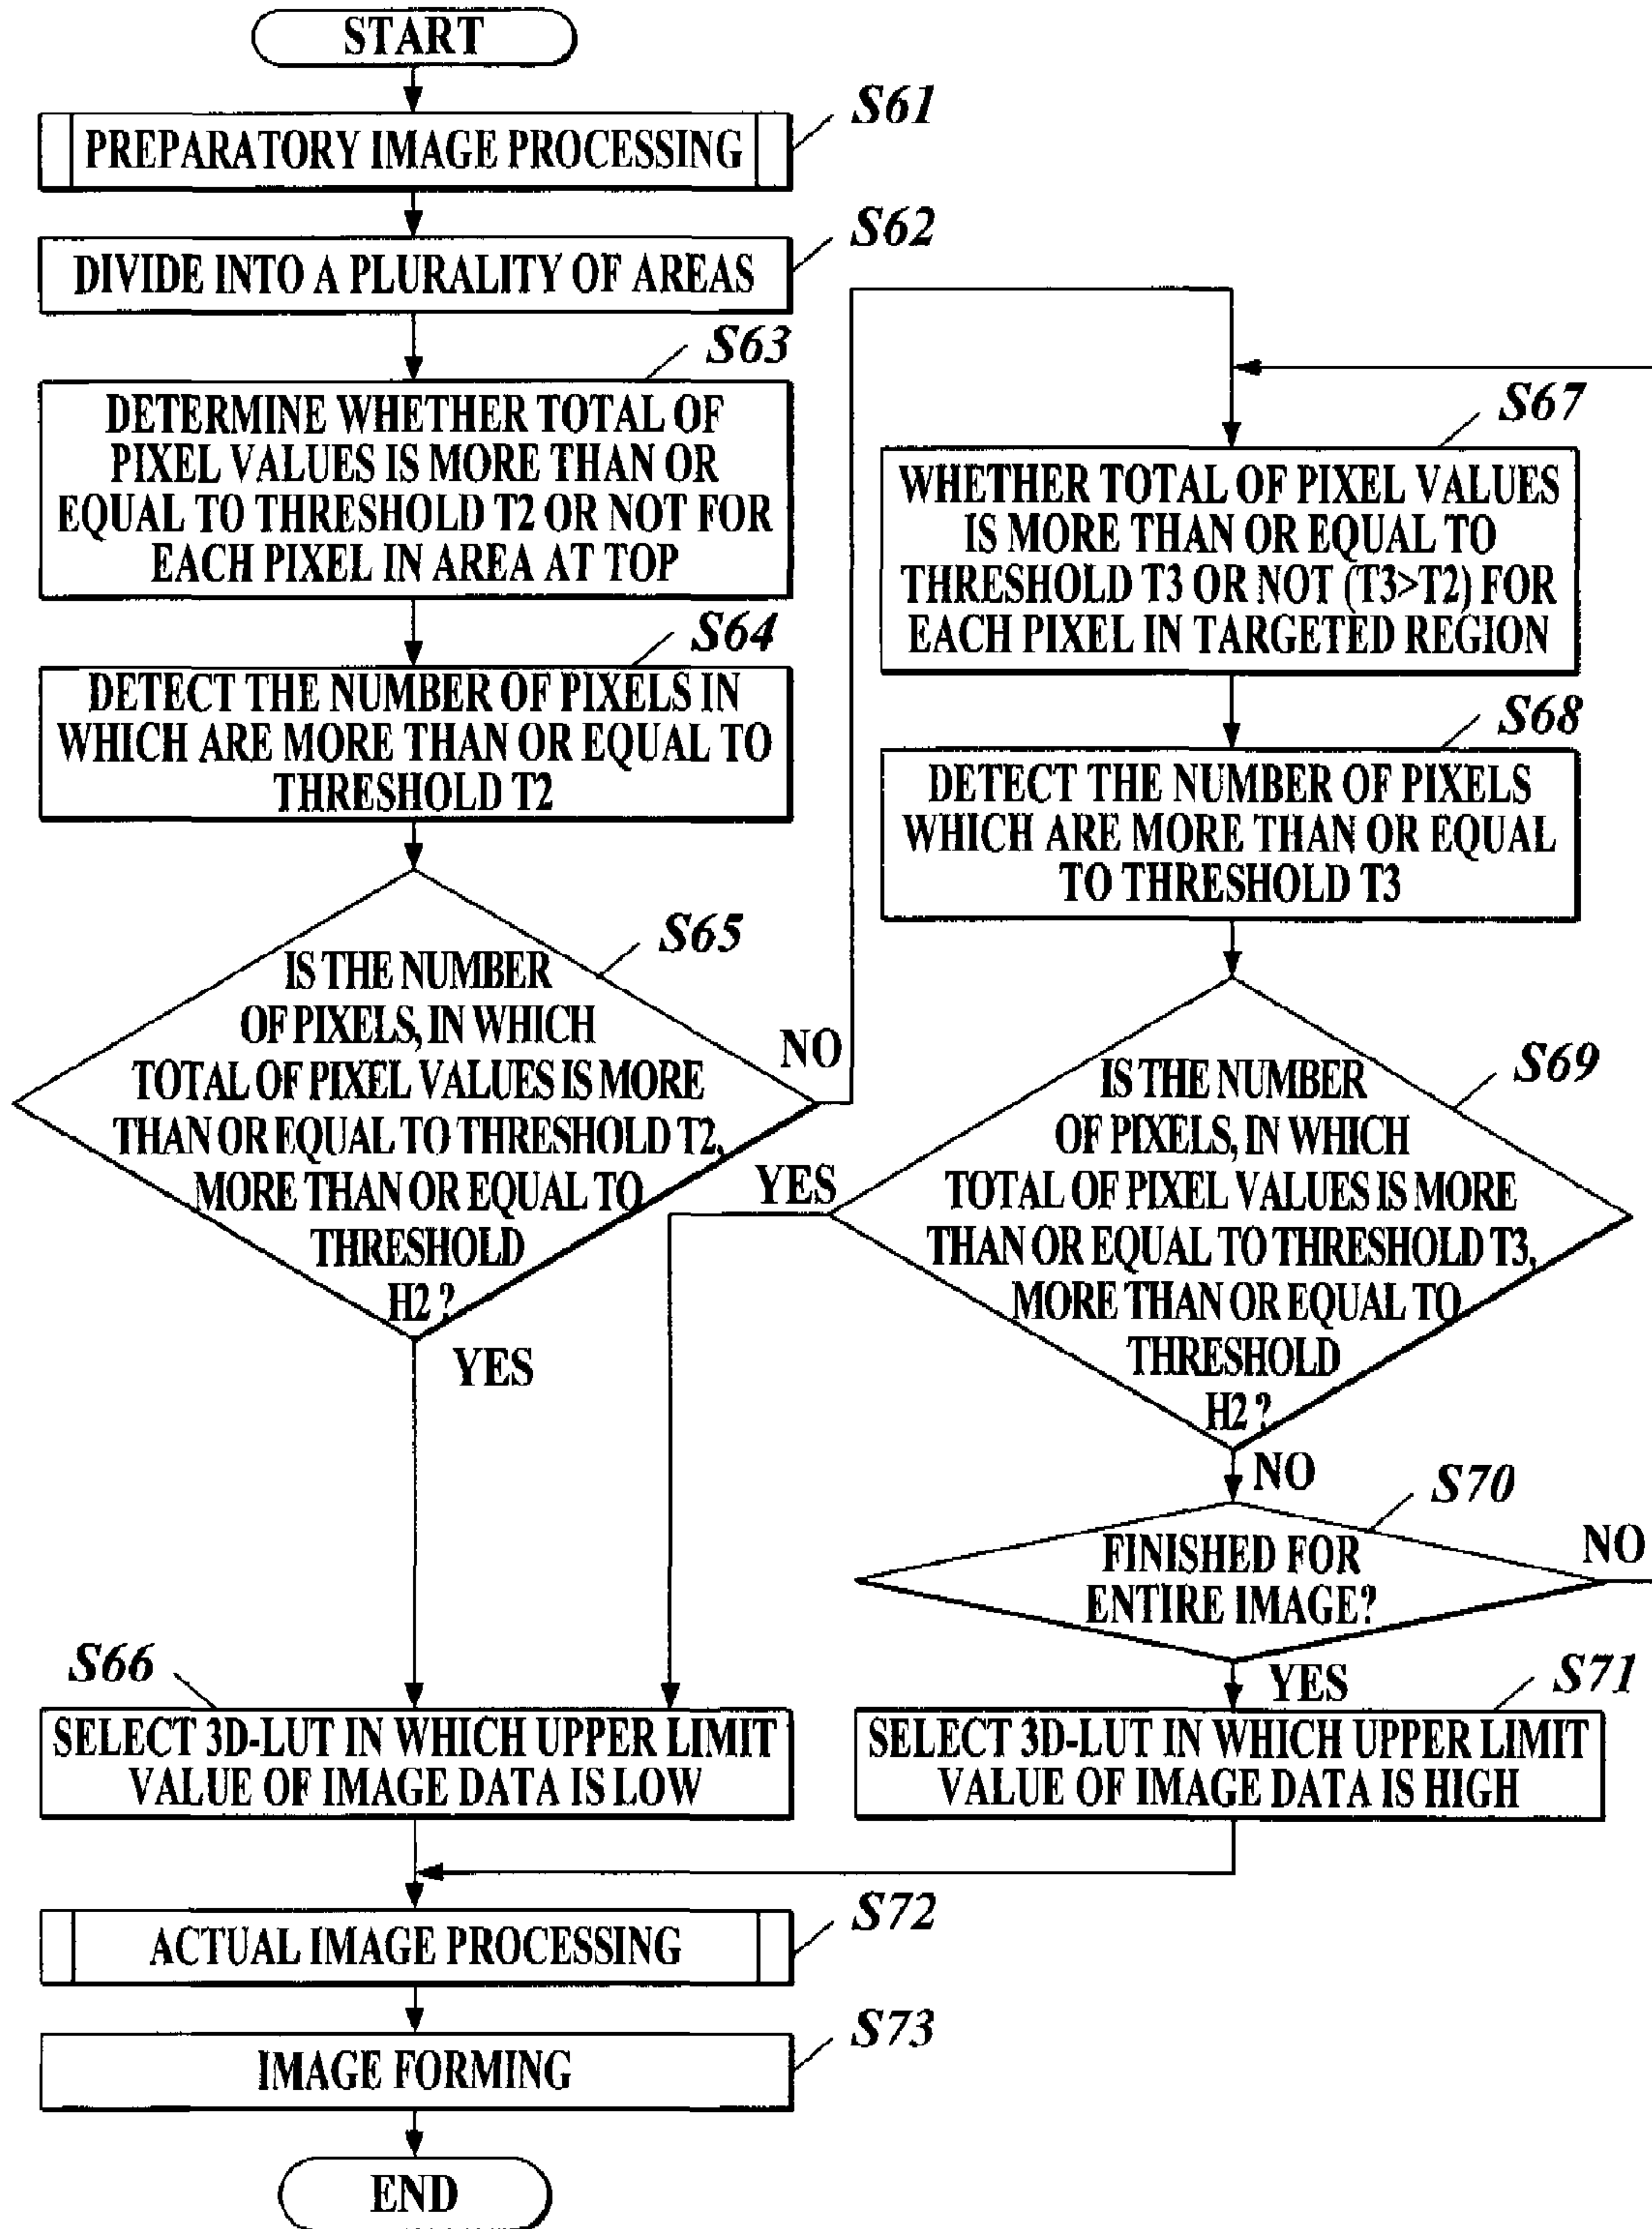 START
PREPARATORY IMAGE PROCESSING
S61
DIVIDE INTO A PLURALITY OF AREAS
S62
S63
DETERMINE WHETHER TOTAL OF
PIXEL VALUES IS MORE THAN OR
EQUAL TO THRESHOLD T2 OR NOT FOR
EACH PIXEL IN AREA AT TOP
S64
DETECT THE NUMBER OF PIXELS IN
WHICH ARE MORE THAN OR EQUAL TO
THRESHOLD T2
S65
IS THE NUMBER
OF PIXELS, IN WHICH
TOTAL OF PIXEL VALUES IS MORE
THAN OR EQUAL TO THRESHOLD T2,
MORE THAN OR EQUAL TO
THRESHOLD
H2 ?
NO
YES
S67
WHETHER TOTAL OF PIXEL VALUES
IS MORE THAN OR EQUAL TO
THRESHOLD T3 OR NOT (T3>T2) FOR
EACH PIXEL IN TARGETED REGION
S68
DETECT THE NUMBER OF PIXELS
WHICH ARE MORE THAN OR EQUAL
TO THRESHOLD T3
S69
IS THE NUMBER
OF PIXELS, IN WHICH
TOTAL OF PIXEL VALUES IS MORE
THAN OR EQUAL TO THRESHOLD T3,
MORE THAN OR EQUAL TO
THRESHOLD
H2 ?
YES
NO
S70
FINISHED FOR
ENTIRE IMAGE?
NO
YES
S66
SELECT 3D-LUT IN WHICH UPPER LIMIT
VALUE OF IMAGE DATA IS LOW
S71
SELECT 3D-LUT IN WHICH UPPER LIMIT
VALUE OF IMAGE DATA IS HIGH
S72
ACTUAL IMAGE PROCESSING
S73
IMAGE FORMING
END